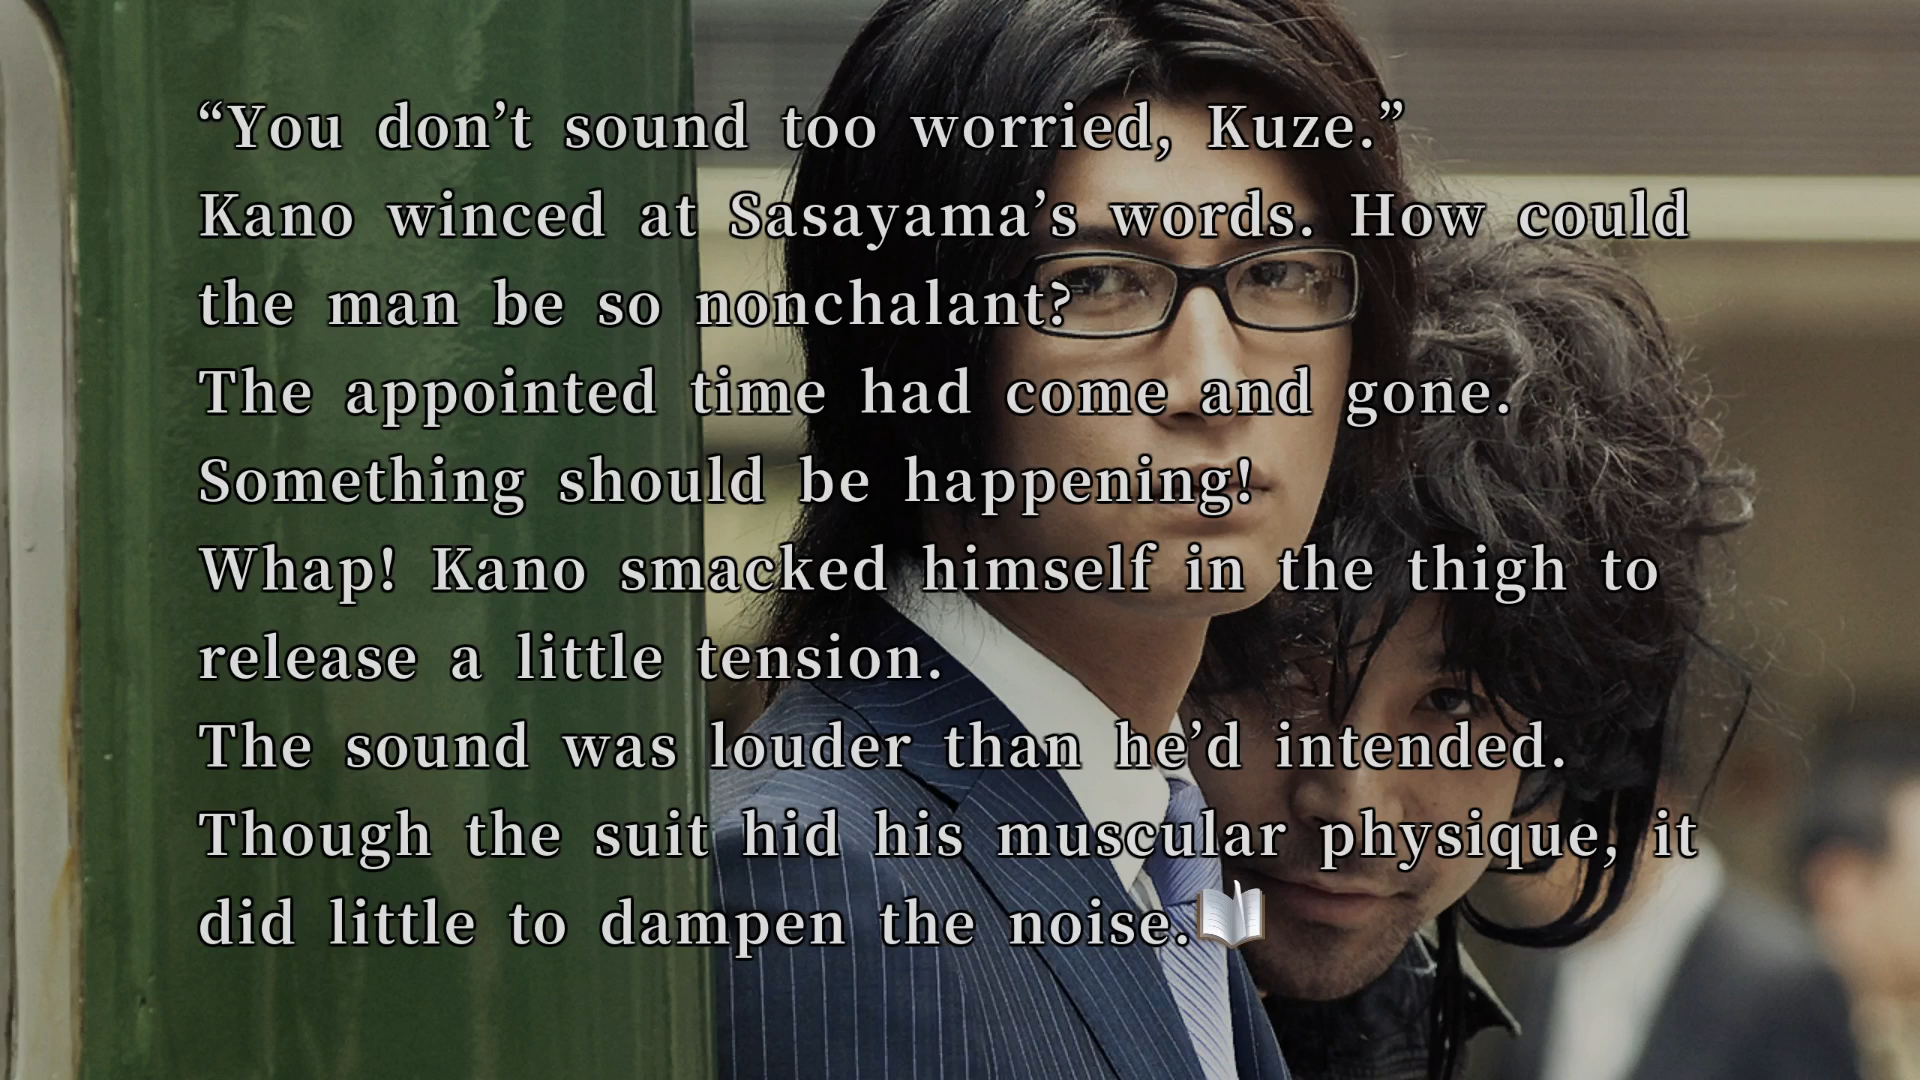 “You don’t sound too worried, Kuze.”
Kano winced at Sasayama’s words. How could
the man be so nonchalant?
The appointed time had come and gone.
Something should be happening!
Whap! Kano smacked himself in the thigh to
release a little tension.
The sound was louder than he’d intended.
Though the suit hid his muscular physique, it
did little to dampen the noise.